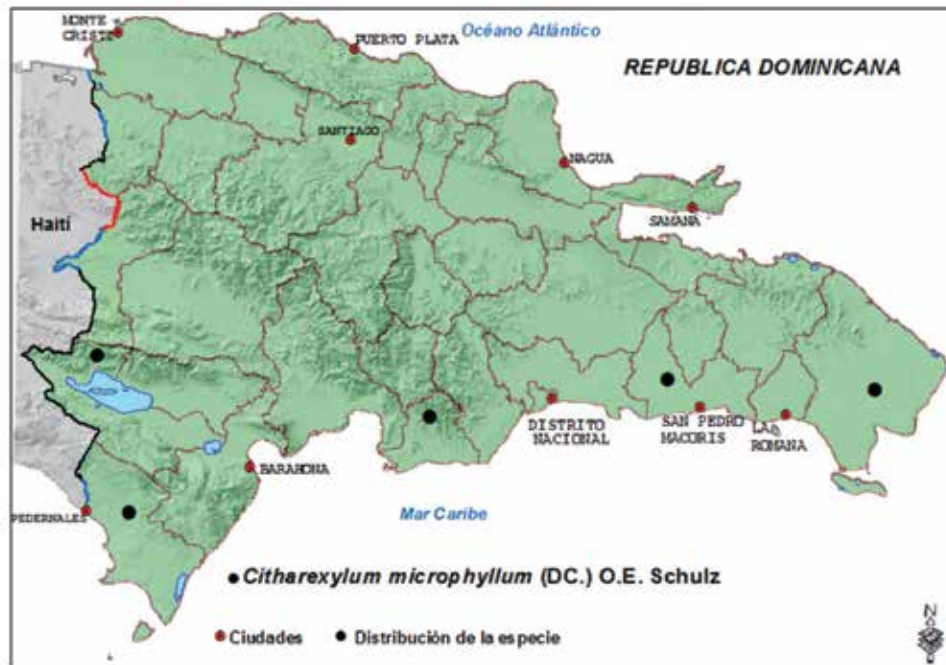 MONTE
CRISTI
PUERTO PLATA
Océano Atlántico
REPUBLICA DOMINICANA
SANTIAGO
NAGUA
SAMANA
Haití
DISTRITO
NACIONAL
SAN PEDRO
MACORIS
LA
ROMANA
BARAHONA
PEDERNALES
Mar Caribe
Citharexylum microphyllum (DC.) O.E. Schulz
Ciudades
Distribución de la especie